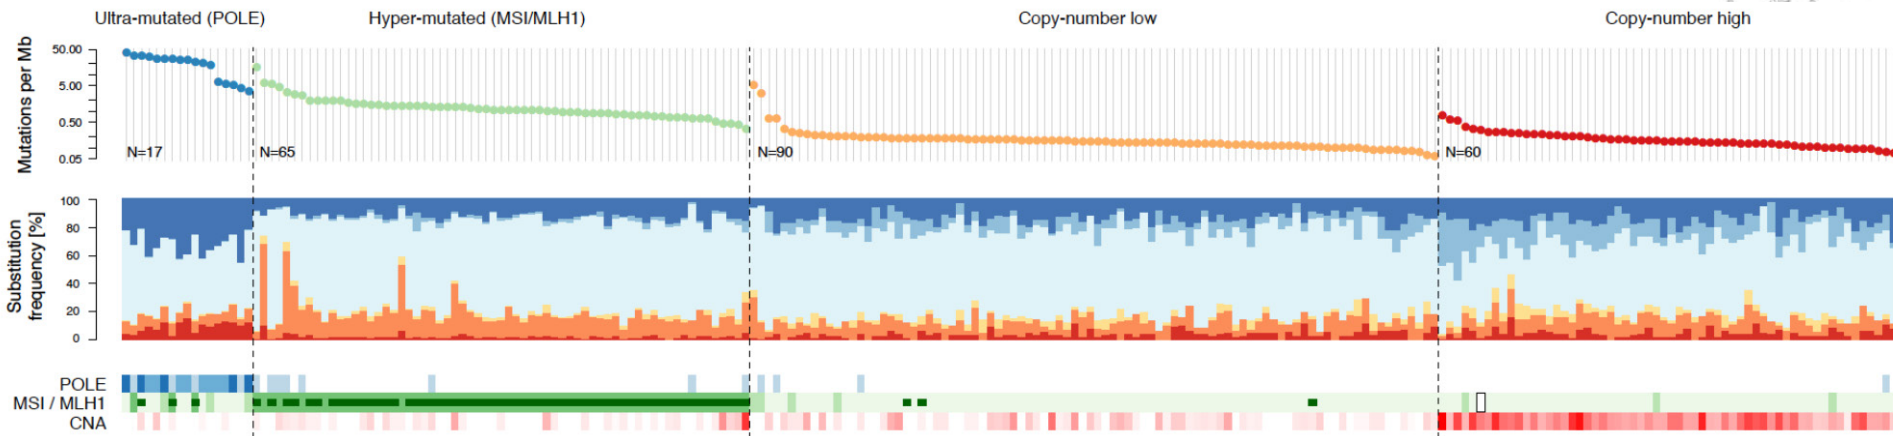 Ultra-mutated (POLE) Hyper-mutated (MSI/MLH1) Copy-number low Copy-number high
Mutations per Mb
50.00
5.00
0.50
0.05
N=17 N=65 N=90 N=60
Substitution
frequency [%]
100
80
60
40
20
0
POLE
MSI / MLH1
CNA